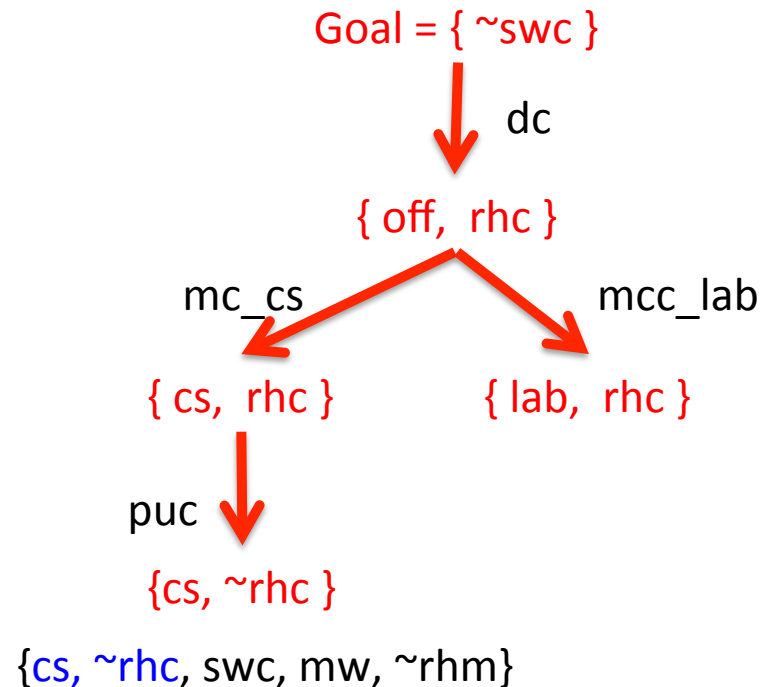 Goal = { ~swc }
dc
{ off, rhc }
mc_cs
mcc_lab
{ cs, rhc }
{ lab, rhc }
puc
{cs, ~rhc }
{cs, ~rhc, swc, mw, ~rhm}